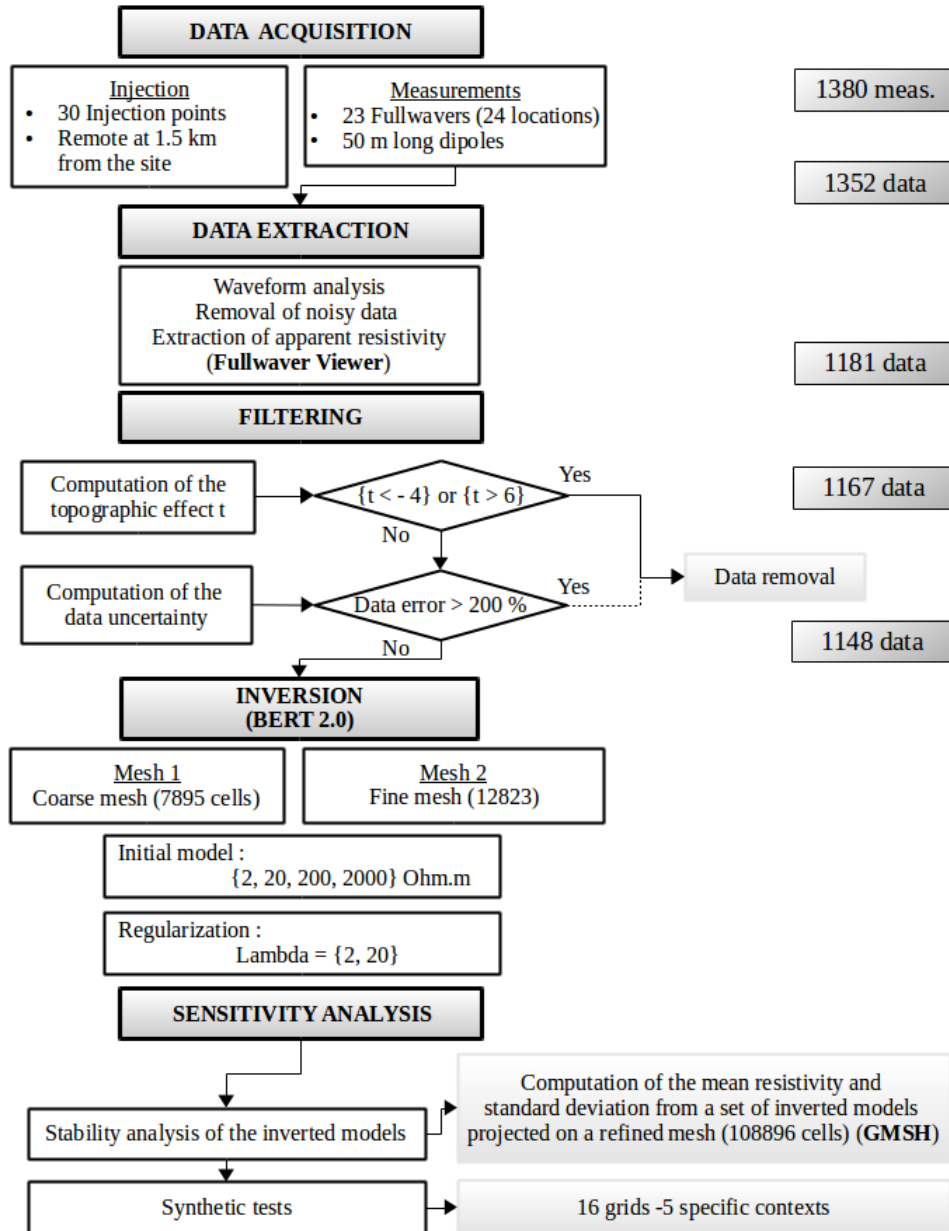 DATA ACQUISITION
Injection
• 30 Injection points
• Remote at 1.5 km
from the site
Measurements
• 23 Fullwavers (24 locations)
• 50 m long dipoles
1380 meas.
1352 data
DATA EXTRACTION
Waveform analysis
Removal of noisy data
Extraction of apparent resistivity
(Fullwaver Viewer)
1181 data
FILTERING
Computation of the
topographic effect t
{t < - 4} or {t > 6}
Yes
No
1167 data
Data removal
Computation of the
data uncertainty
Data error > 200 %
Yes
No
1148 data
INVERSION
(BERT 2.0)
Mesh 1
Coarse mesh (7895 cells)
Mesh 2
Fine mesh (12823)
Initial model :
{2, 20, 200, 2000} Ohm.m
Regularization :
Lambda = {2, 20}
SENSITIVITY ANALYSIS
Stability analysis of the inverted models
Computation of the mean resistivity and
standard deviation from a set of inverted models
projected on a refined mesh (108896 cells) (GMSH)
Synthetic tests
16 grids -5 specific contexts